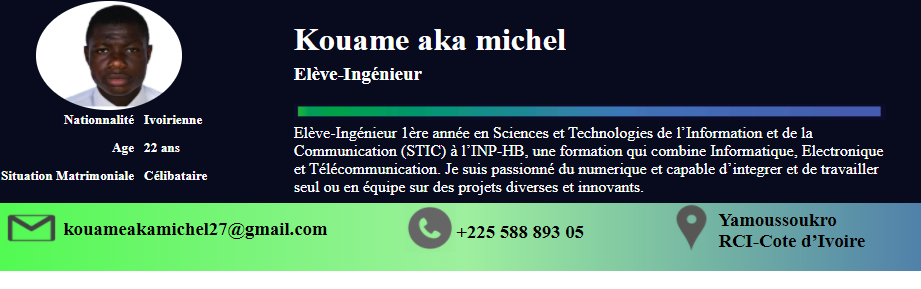 Kouame aka michel
Elève-Ingénieur
Nationnalité Ivoirienne
Age 22 ans
Situation Matrimoniale Célibataire
Elève-Ingénieur 1ère année en Sciences et Technologies de l’Information et de la
Communication (STIC) à l’INP-HB, une formation qui combine Informatique, Electronique
et Télécommunication. Je suis passionné du numerique et capable d’integrer et de travailler
seul ou en équipe sur des projets diverses et innovants.
kouameakamichel27@gmail.com
+225 588 893 05
Yamoussoukro
RCI-Cote d’Ivoire